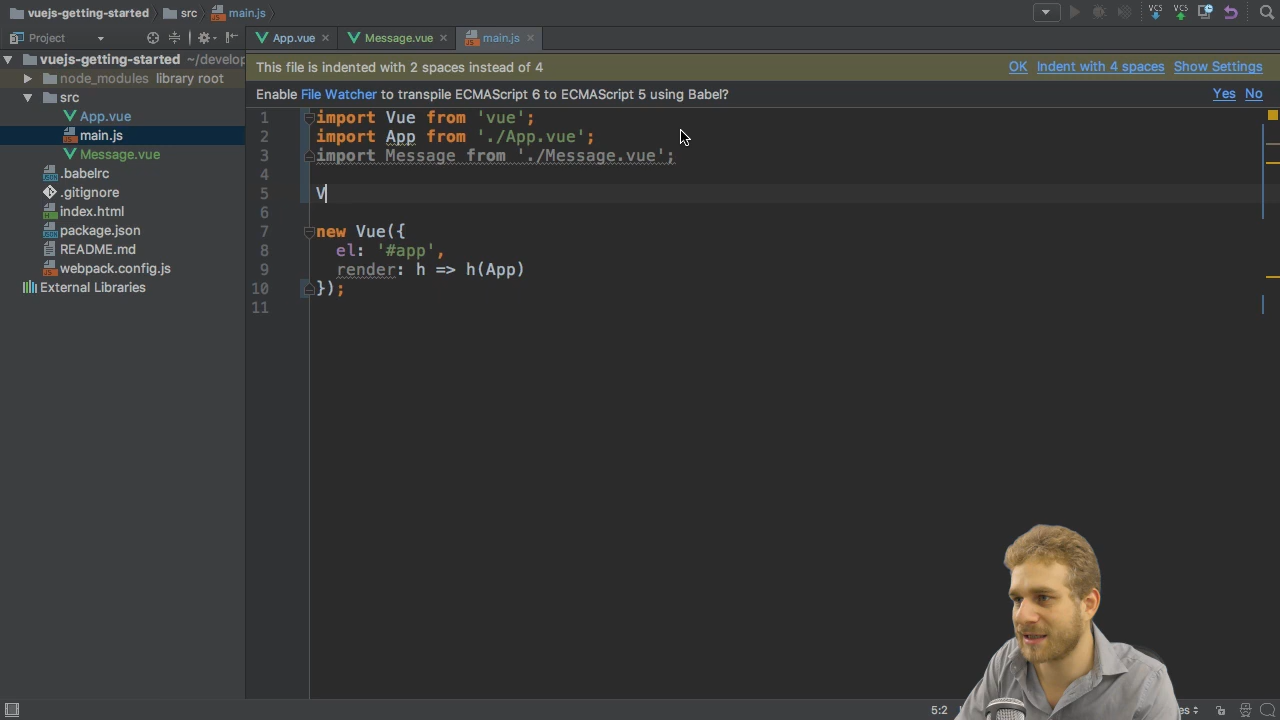 vuejs-getting-started src main.js
Project
App.vue Message.vue main.js
vuejs-getting-started ~/develop
node_modules library root
src
App.vue
main.js
Message.vue
.babelrc
.gitignore
index.html
package.json
README.md
webpack.config.js
External Libraries
VCS VCS
This file is indented with 2 spaces instead of 4 OK Indent with 4 spaces Show Settings
Enable File Watcher to transpile ECMAScript 6 to ECMAScript 5 using Babel? Yes No
1 import Vue from 'vue';
2 import App from './App.vue';
3 import Message from './Message.vue';
4
5 V
6
7 new Vue({
8 el: '#app',
9 render: h => h(App)
10 });
11
5:2